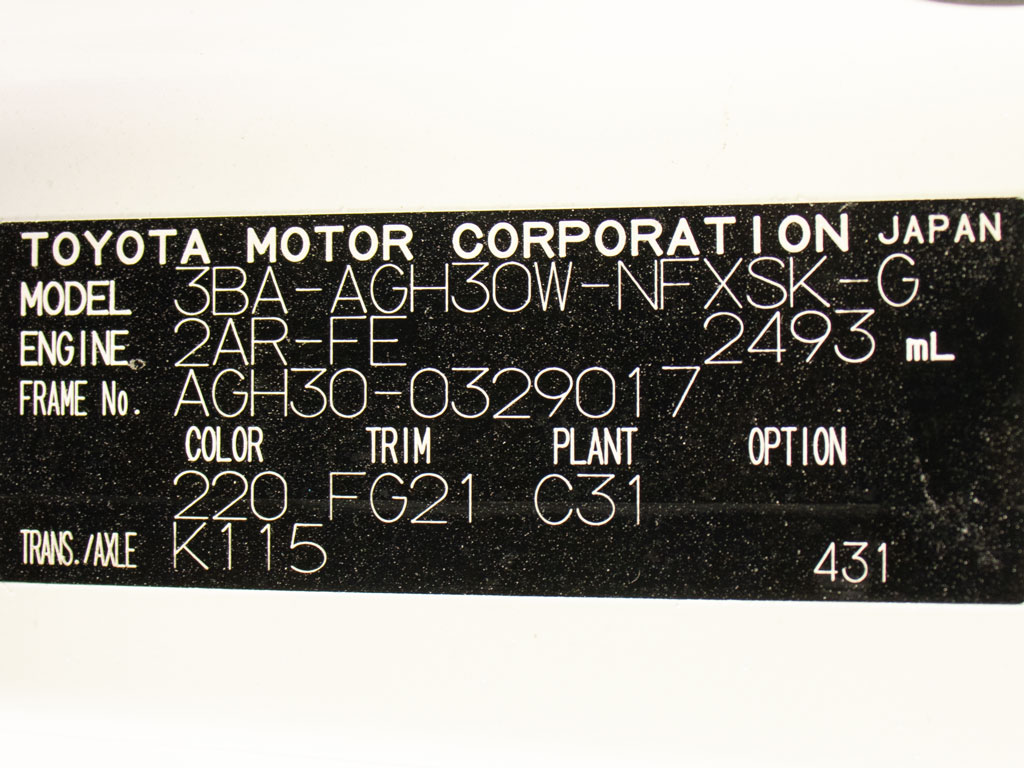 TOYOTA MOTOR CORPORATION JAPAN
MODEL 3BA-AGH30W-NFXSK-G
ENGINE 2AR-FE 2493 mL
FRAME No. AGH30-0329017
COLOR TRIM PLANT OPTION
220 FG21 C31
TRANS./AXLE K115 431